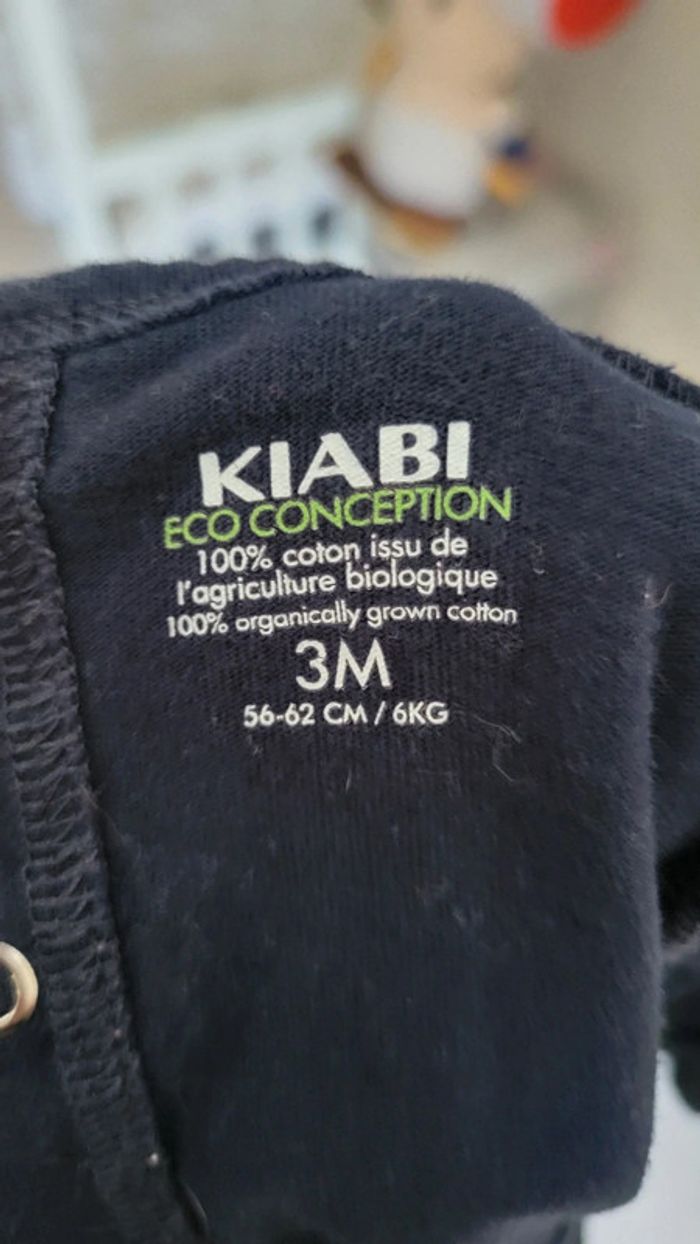 KIABI
ECO CONCEPTION
100% coton issu de
l'agriculture biologique
100% organically grown cotton
3M
56-62 CM / 6KG